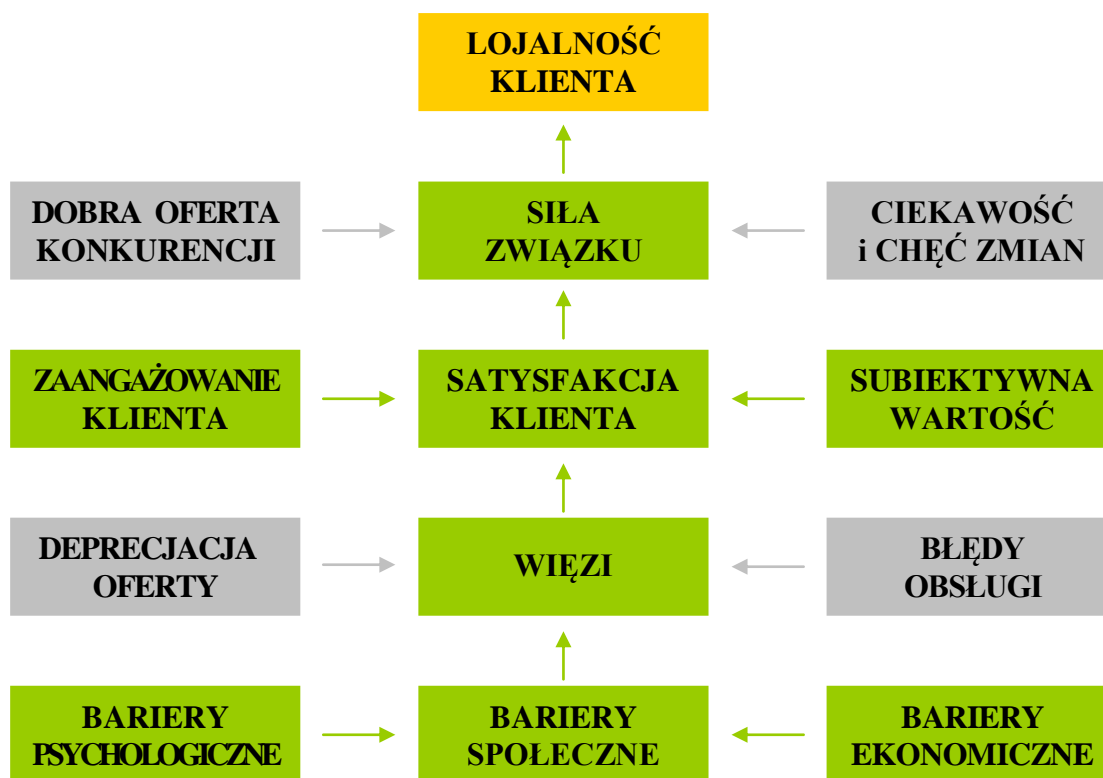 LOJALNOŚĆ
KLIENTA
DOBRA OFERTA
KONKURENCJI
SIŁA
ZWIĄZKU
CIEKAWOŚĆ
i CHĘĆ ZMIAN
ZAANGAŻOWANIE
KLIENTA
SATYSFAKCJA
KLIENTA
SUBIEKTYWNA
WARTOŚĆ
DEPRECJACJA
OFERTY
WIĘZI
BŁĘDY
OBSŁUGI
BARIERY
PSYCHOLOGICZNE
BARIERY
SPOŁECZNE
BARIERY
EKONOMICZNE